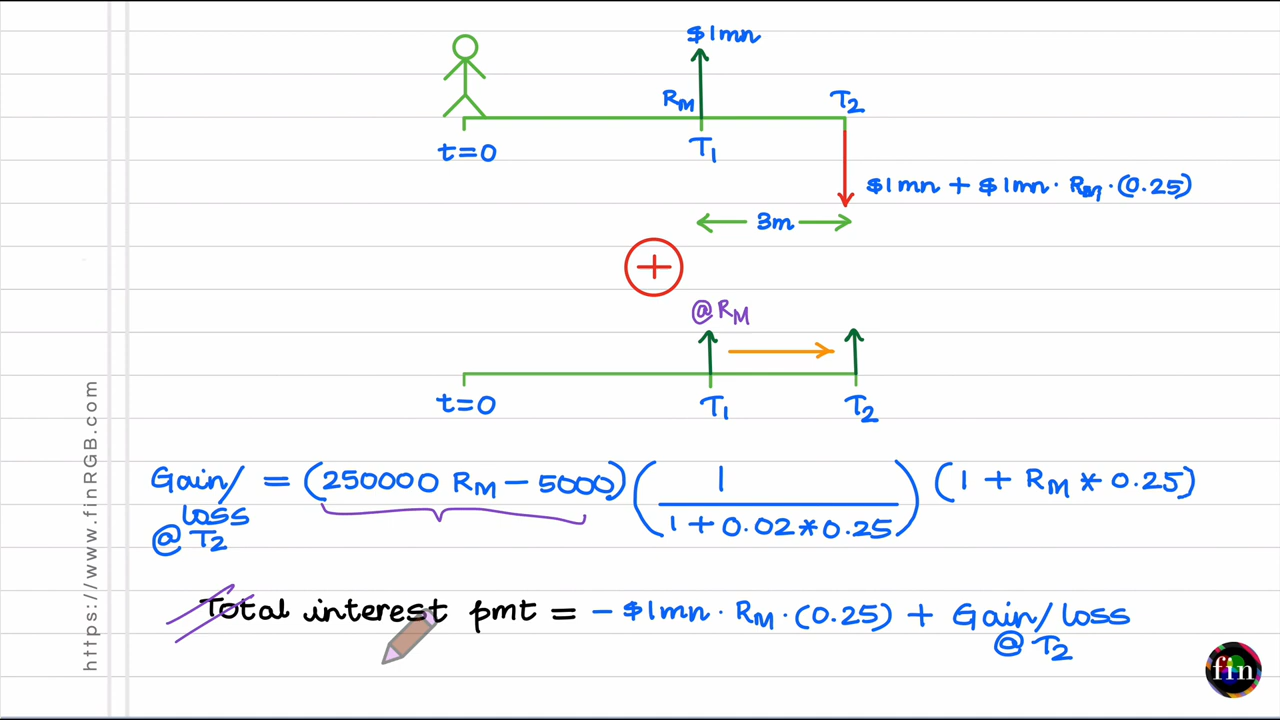 $1mn
R_M
T_2
t=0
T_1
$1mn + $1mn · R_M · (0.25)
3m
+
@R_M
t=0
T_1
T_2
Gain/ = (250000 R_M − 5000) (1 / (1 + 0.02*0.25)) (1 + R_M * 0.25)
loss
@ T_2
Total interest pmt = − $1mn · R_M · (0.25) + Gain/loss
@ T_2
https://www.finRGB.com
fin